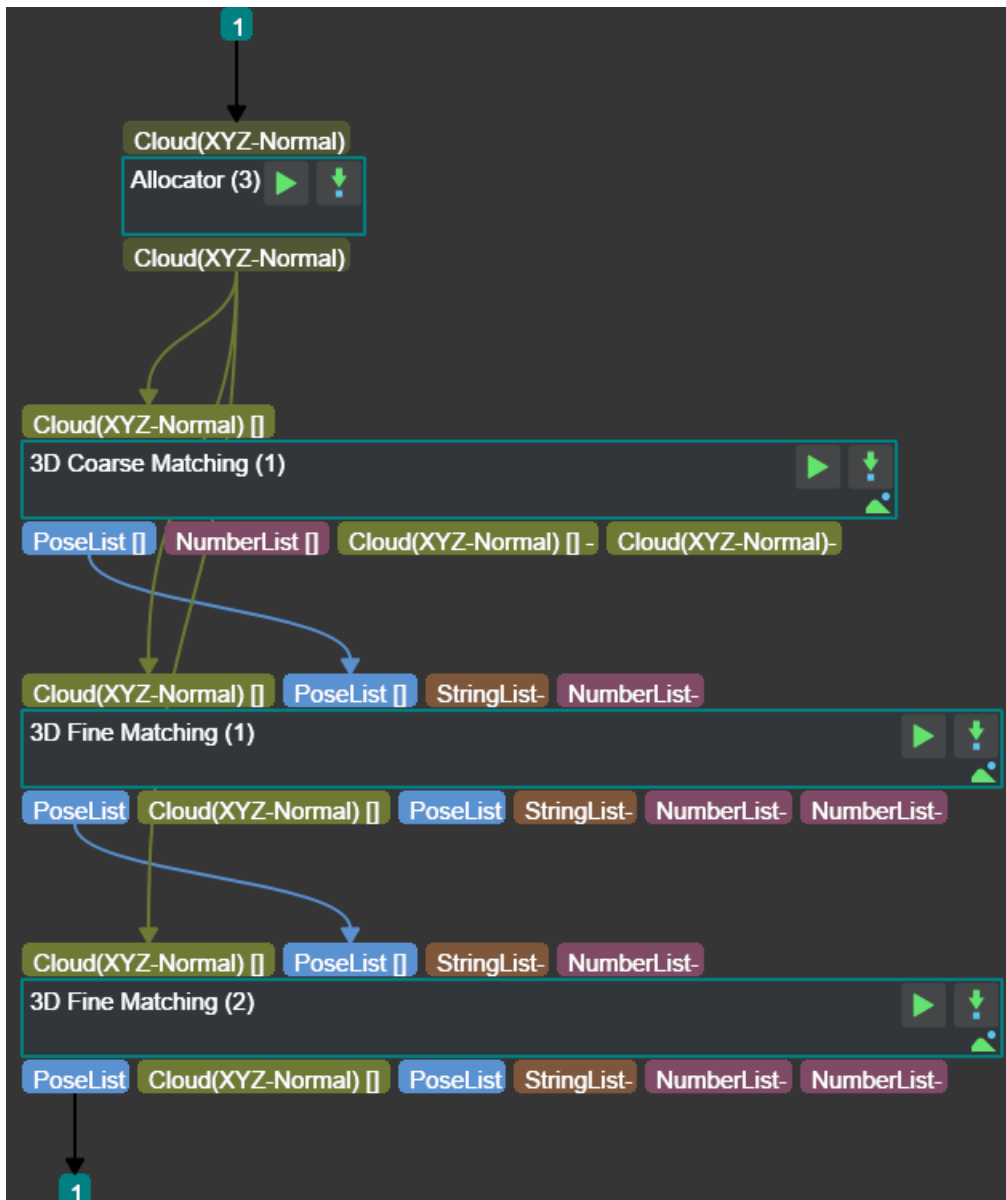 1
Cloud(XYZ-Normal)
Allocator (3)
Cloud(XYZ-Normal)
Cloud(XYZ-Normal) []
3D Coarse Matching (1)
PoseList [] NumberList [] Cloud(XYZ-Normal) [] - Cloud(XYZ-Normal)-
Cloud(XYZ-Normal) [] PoseList [] StringList- NumberList-
3D Fine Matching (1)
PoseList Cloud(XYZ-Normal) [] PoseList StringList- NumberList- NumberList-
Cloud(XYZ-Normal) [] PoseList [] StringList- NumberList-
3D Fine Matching (2)
PoseList Cloud(XYZ-Normal) [] PoseList StringList- NumberList- NumberList-
1